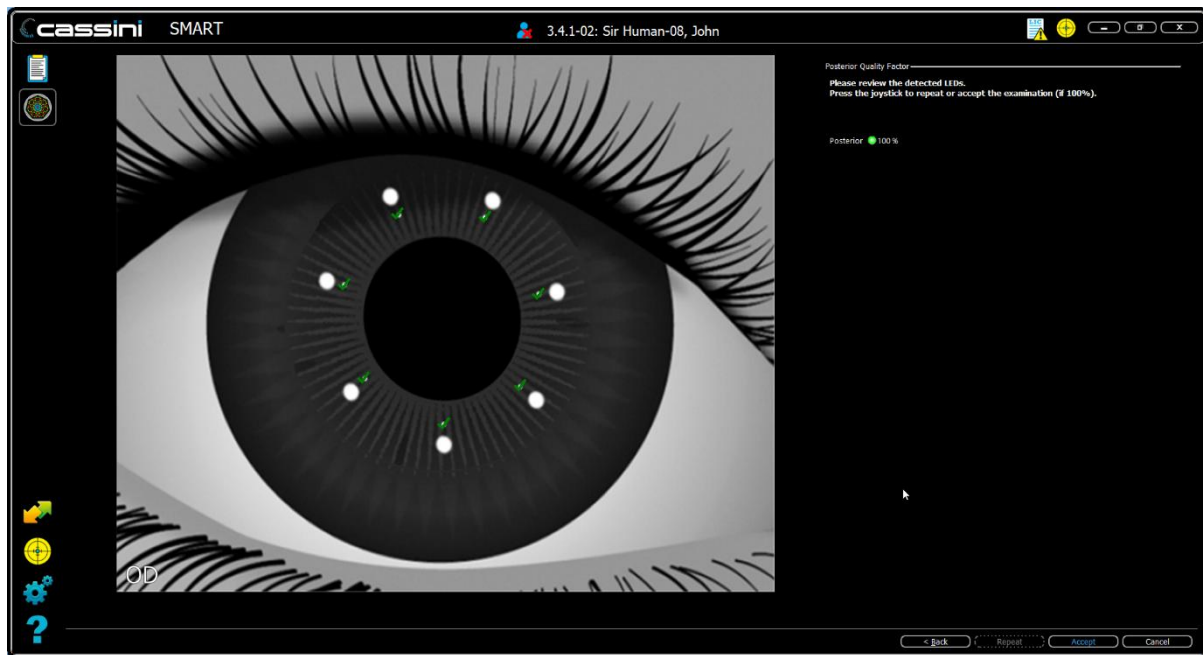 cassini SMART 3.4.1-02: Sir Human-08, John LIC
Posterior Quality Factor
Please review the detected LEDs.
Press the joystick to repeat or accept the examination (if 100%).
Posterior 100 %
OD
?
< Back Repeat Accept Cancel